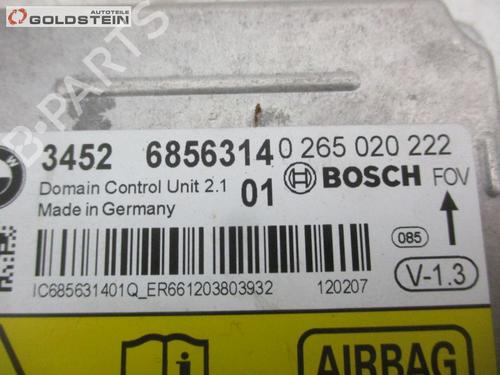 AUTOTEILE
GOLDSTEIN
B-PARTS
3452 6856314 0 265 020 222
Domain Control Unit 2.1 01 BOSCH FOV
Made in Germany
085
V-1.3
IC685631401Q_ER661203803932 120207
AIRBAG